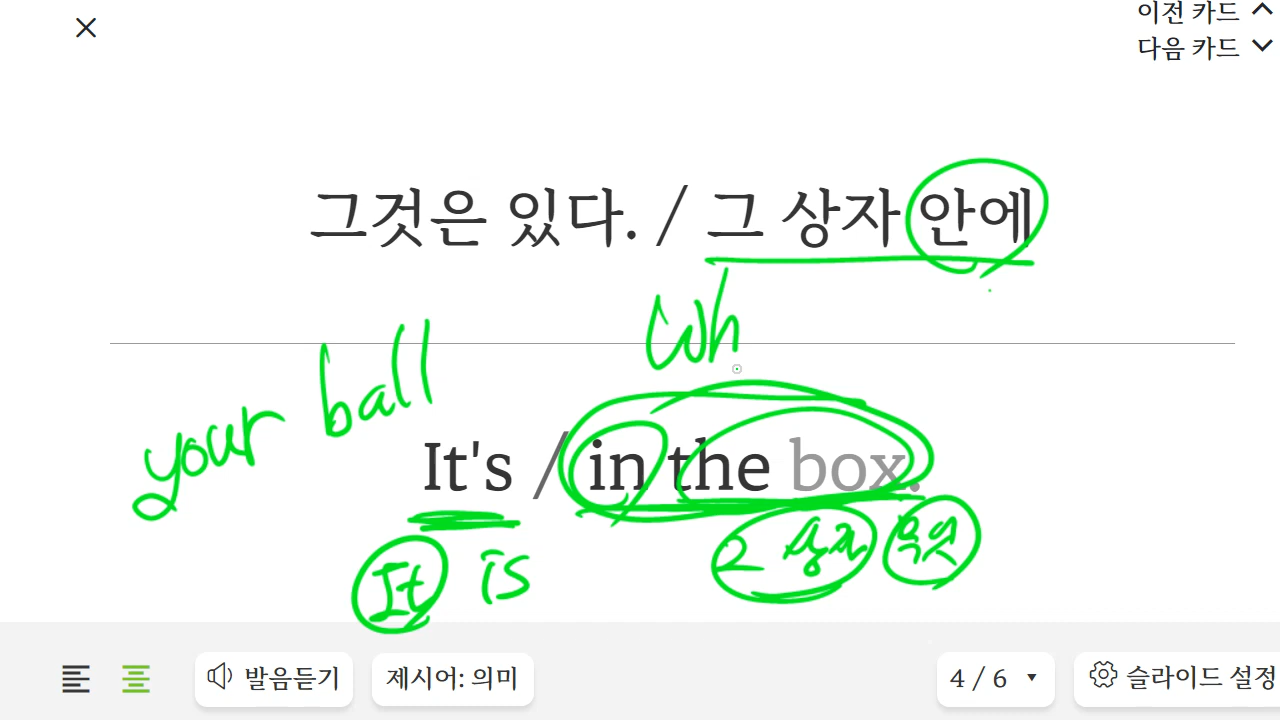 이전 카드
다음 카드
그것은 있다. / 그 상자 안에
Wh
your ball
It's / in the box.
그 상자 무엇
It is
발음듣기 제시어: 의미 4 / 6 슬라이드 설정